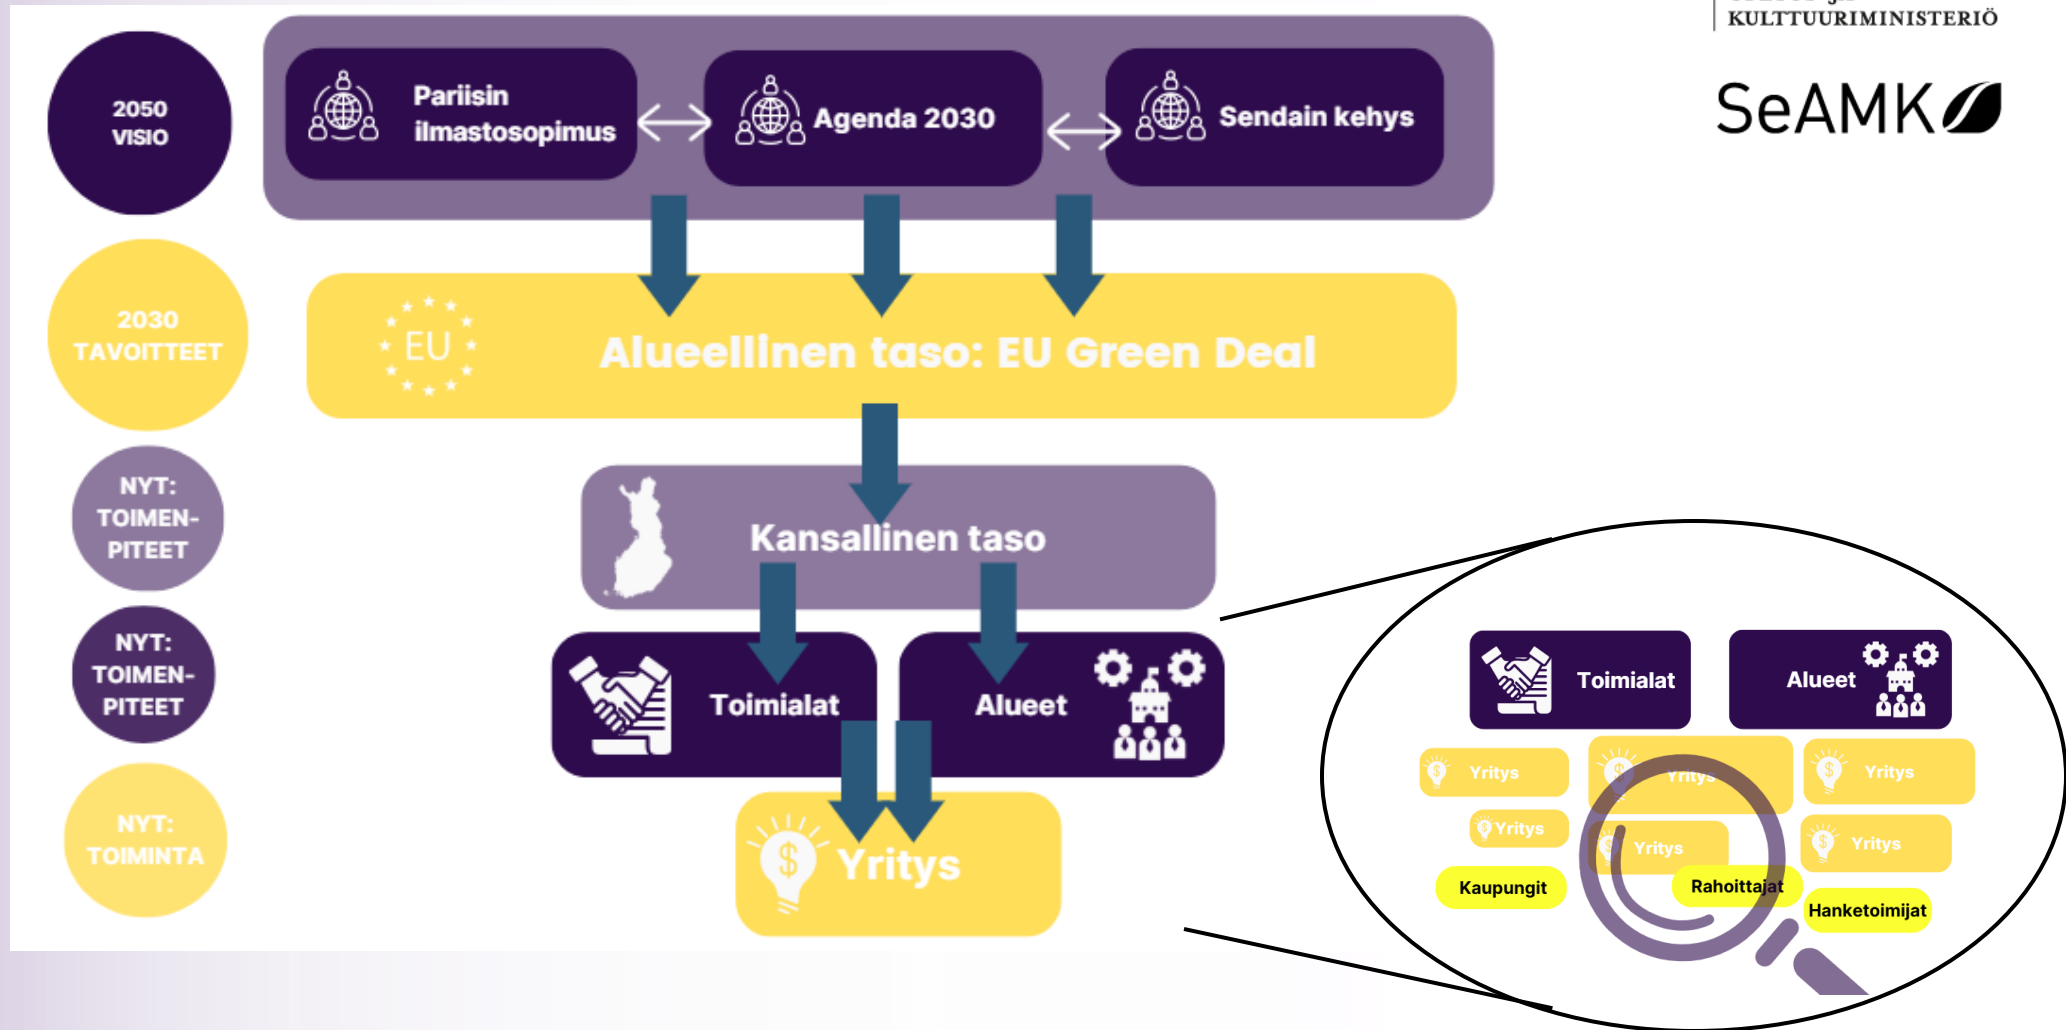 KULTTUURIMINISTERIÖ
SeAMK
2050
VISIO
Pariisin
ilmastosopimus
Agenda 2030
Sendain kehys
2030
TAVOITTEET
EU
Alueellinen taso: EU Green Deal
NYT:
TOIMEN-
PITEET
Kansallinen taso
NYT:
TOIMEN-
PITEET
Toimialat
Alueet
NYT:
TOIMINTA
$
Yritys
Toimialat
Alueet
$ Yritys
$ Yritys
$ Yritys
$ Yritys
$ Yritys
$ Yritys
Kaupungit
Rahoittajat
Hanketoimijat